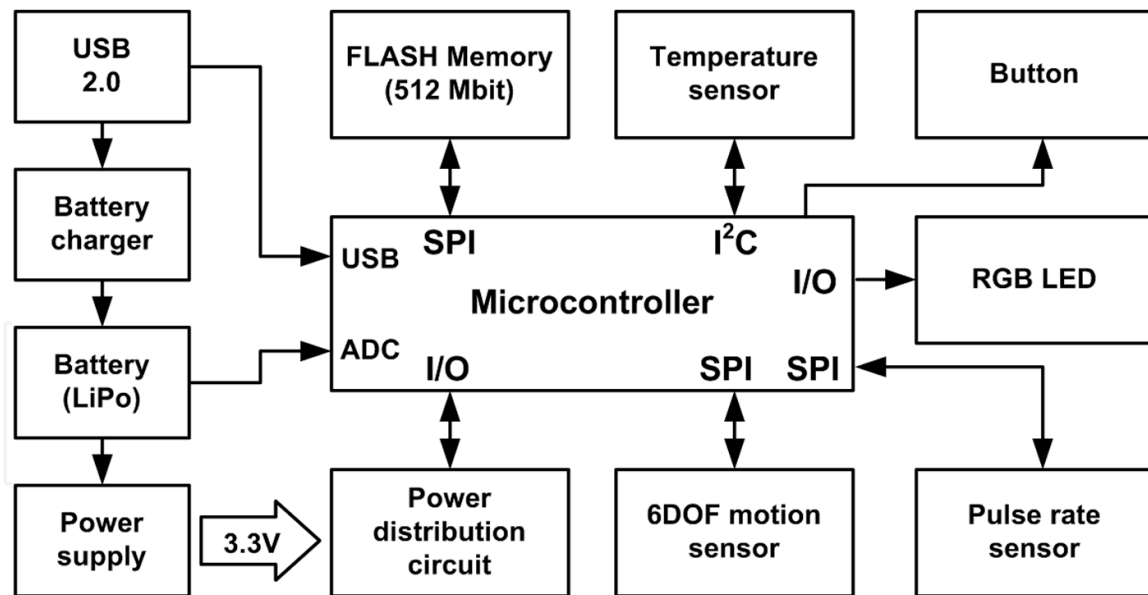 USB
2.0
FLASH Memory
(512 Mbit)
Temperature
sensor
Button
Battery
charger
SPI
I²C
USB
I/O
Microcontroller
RGB LED
Battery
(LiPo)
ADC
I/O
SPI
SPI
Power
supply
3.3V
Power
distribution
circuit
6DOF motion
sensor
Pulse rate
sensor